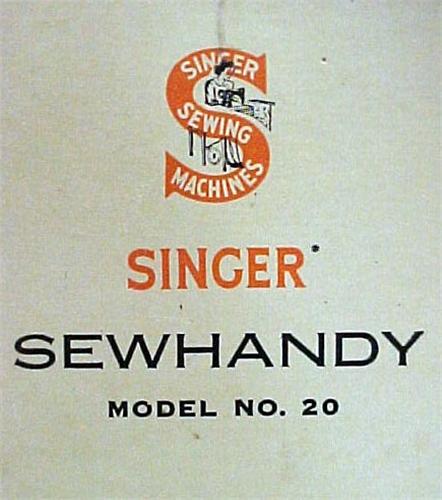 SINGER
SEWING
MACHINES
SINGER*
SEWHANDY
MODEL NO. 20